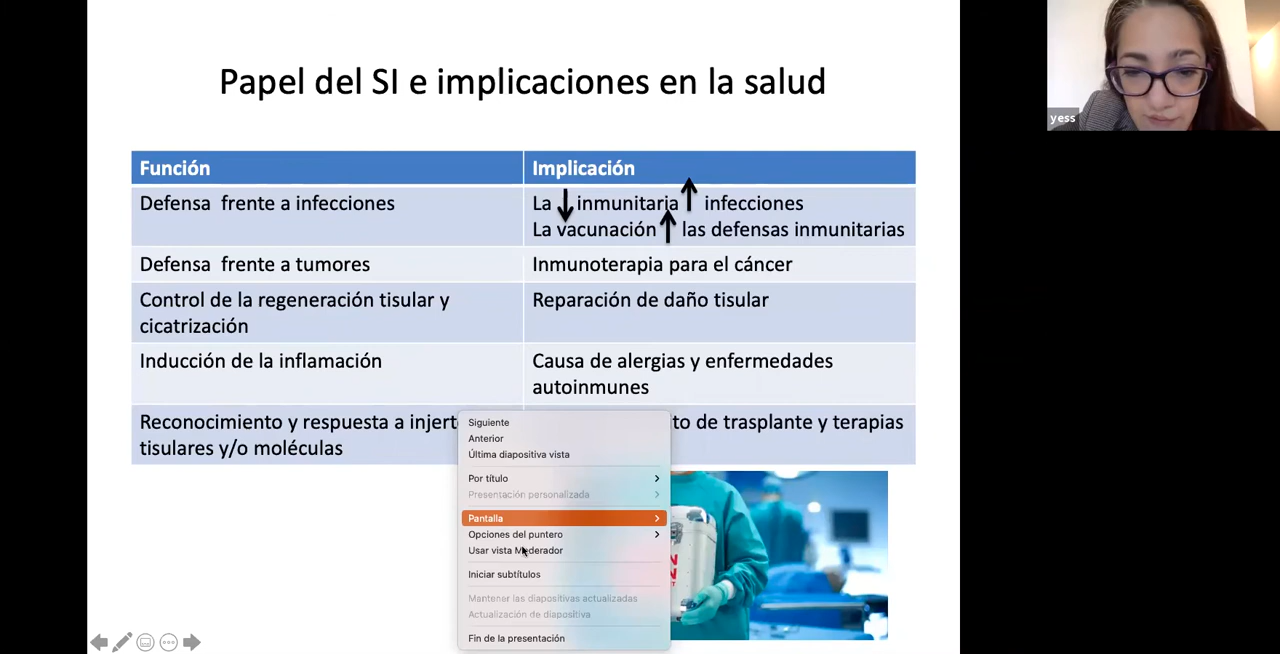 Papel del SI e implicaciones en la salud
yess
Función
Implicación
Defensa frente a infecciones
La ↓ inmunitaria ↑ infecciones
La vacunación ↑ las defensas inmunitarias
Defensa frente a tumores
Inmunoterapia para el cáncer
Control de la regeneración tisular y
cicatrización
Reparación de daño tisular
Inducción de la inflamación
Causa de alergias y enfermedades
autoinmunes
Reconocimiento y respuesta a injert
tisulares y/o moléculas
to de trasplante y terapias
Siguiente
Anterior
Última diapositiva vista
Por título
Presentación personalizada
Pantalla
Opciones del puntero
Usar vista Moderador
Iniciar subtítulos
Mantener las diapositivas actualizadas
Actualización de diapositiva
Fin de la presentación